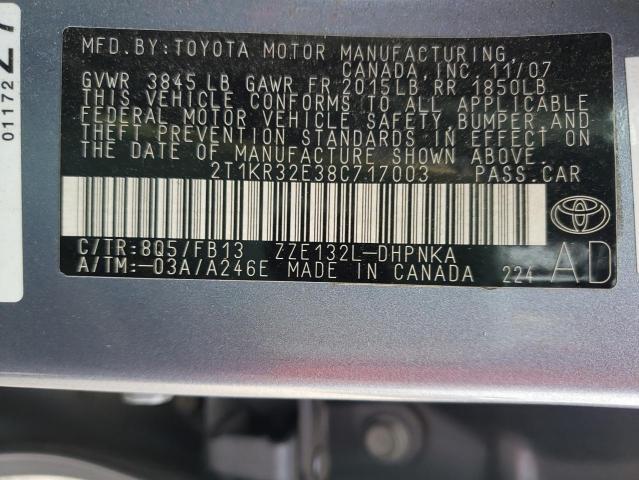 MFD.BY:TOYOTA MOTOR MANUFACTURING,
CANADA, INC. 11/07
GVWR 3845 LB GAWR FR 2015LB RR 1850LB
THIS VEHICLE CONFORMS TO ALL APPLICABLE
FEDERAL MOTOR VEHICLE SAFETY, BUMPER AND
THEFT PREVENTION STANDARDS IN EFFECT ON
THE DATE OF MANUFACTURE SHOWN ABOVE.
2T1KR32E38C717003 PASS.CAR
C/TR:8Q5/FB13 ZZE132L-DHPNKA
A/TM:-03A/A246E MADE IN CANADA 224 AD
011172